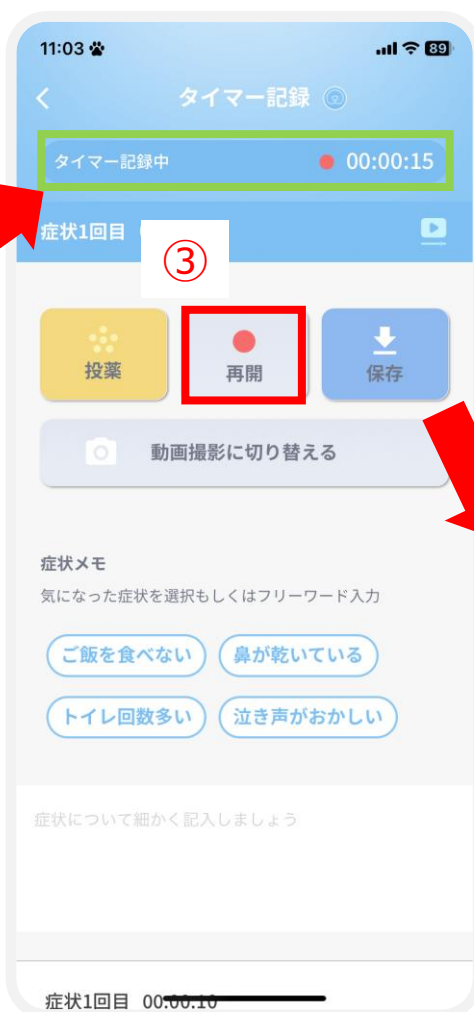 11:03
89
タイマー記録
タイマー記録中 00:00:15
症状1回目
③
投薬
再開
保存
動画撮影に切り替える
症状メモ
気になった症状を選択もしくはフリーワード入力
ご飯を食べない 鼻が乾いている
トイレ回数多い 泣き声がおかしい
症状について細かく記入しましょう
症状1回目 00:00:10